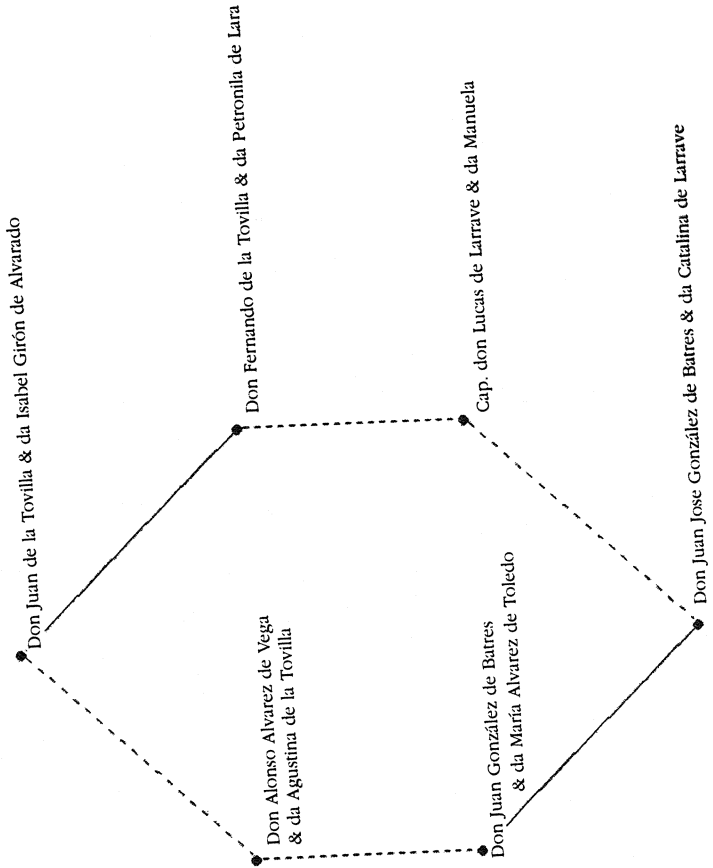 Don Juan de la Tovilla & da Isabel Girón de Alvarado
Don Alonso Alvarez de Vega
& da Agustina de la Tovilla
Don Fernando de la Tovilla & da Petronila de Lara
Don Juan González de Batres
& da María Alvarez de Toledo
Cap. don Lucas de Larrave & da Manuela
Don Juan Jose González de Batres & da Catalina de Larrave